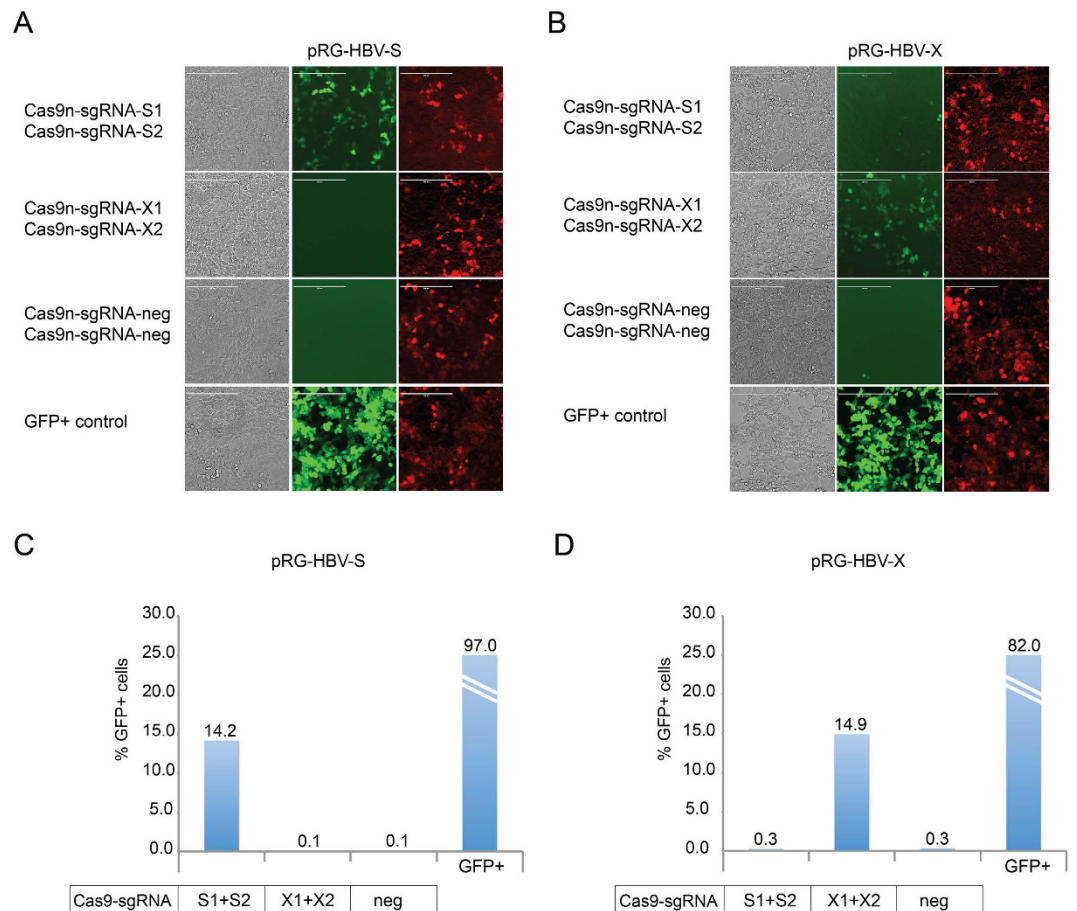 A
pRG-HBV-S
Cas9n-sgRNA-S1
Cas9n-sgRNA-S2
Cas9n-sgRNA-X1
Cas9n-sgRNA-X2
Cas9n-sgRNA-neg
Cas9n-sgRNA-neg
GFP+ control
B
pRG-HBV-X
Cas9n-sgRNA-S1
Cas9n-sgRNA-S2
Cas9n-sgRNA-X1
Cas9n-sgRNA-X2
Cas9n-sgRNA-neg
Cas9n-sgRNA-neg
GFP+ control
C
pRG-HBV-S
% GFP+ cells
30.0
25.0
20.0
15.0
10.0
5.0
0.0
14.2
0.1
0.1
97.0
GFP+
Cas9-sgRNA S1+S2 X1+X2 neg
D
pRG-HBV-X
% GFP+ cells
30.0
25.0
20.0
15.0
10.0
5.0
0.0
0.3
14.9
0.3
82.0
GFP+
Cas9-sgRNA S1+S2 X1+X2 neg